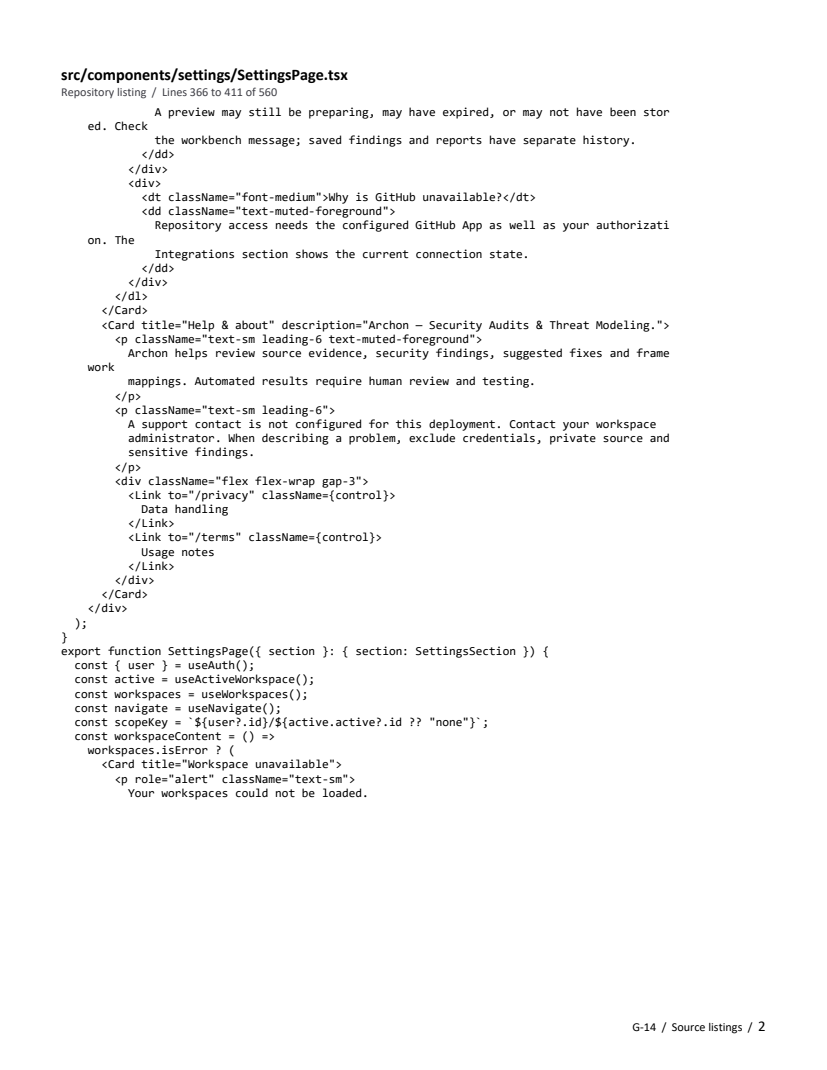 src/components/settings/SettingsPage.tsx
Repository listing / Lines 366 to 411 of 560
              A preview may still be preparing, may have expired, or may not have been stor
    ed. Check
              the workbench message; saved findings and reports have separate history.
            </dd>
          </div>
          <div>
            <dt className="font-medium">Why is GitHub unavailable?</dt>
            <dd className="text-muted-foreground">
              Repository access needs the configured GitHub App as well as your authorizati
    on. The
              Integrations section shows the current connection state.
            </dd>
          </div>
        </dl>
      </Card>
      <Card title="Help & about" description="Archon — Security Audits & Threat Modeling.">
        <p className="text-sm leading-6 text-muted-foreground">
          Archon helps review source evidence, security findings, suggested fixes and frame
    work
          mappings. Automated results require human review and testing.
        </p>
        <p className="text-sm leading-6">
          A support contact is not configured for this deployment. Contact your workspace
          administrator. When describing a problem, exclude credentials, private source and
          sensitive findings.
        </p>
        <div className="flex flex-wrap gap-3">
          <Link to="/privacy" className={control}>
            Data handling
          </Link>
          <Link to="/terms" className={control}>
            Usage notes
          </Link>
        </div>
      </Card>
    </div>
  );
}
export function SettingsPage({ section }: { section: SettingsSection }) {
  const { user } = useAuth();
  const active = useActiveWorkspace();
  const workspaces = useWorkspaces();
  const navigate = useNavigate();
  const scopeKey = `${user?.id}/${active.active?.id ?? "none"}`;
  const workspaceContent = () =>
    workspaces.isError ? (
      <Card title="Workspace unavailable">
        <p role="alert" className="text-sm">
          Your workspaces could not be loaded.
G-14 / Source listings / 2